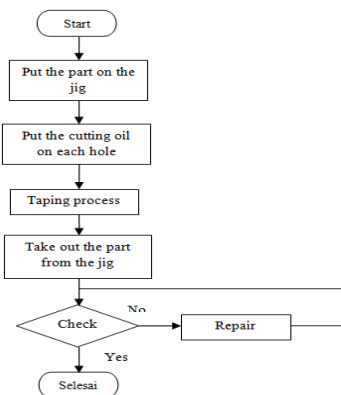 Start
Put the part on the
jig
Put the cutting oil
on each hole
Taping process
Take out the part
from the jig
No
Check
Repair
Yes
Selesai